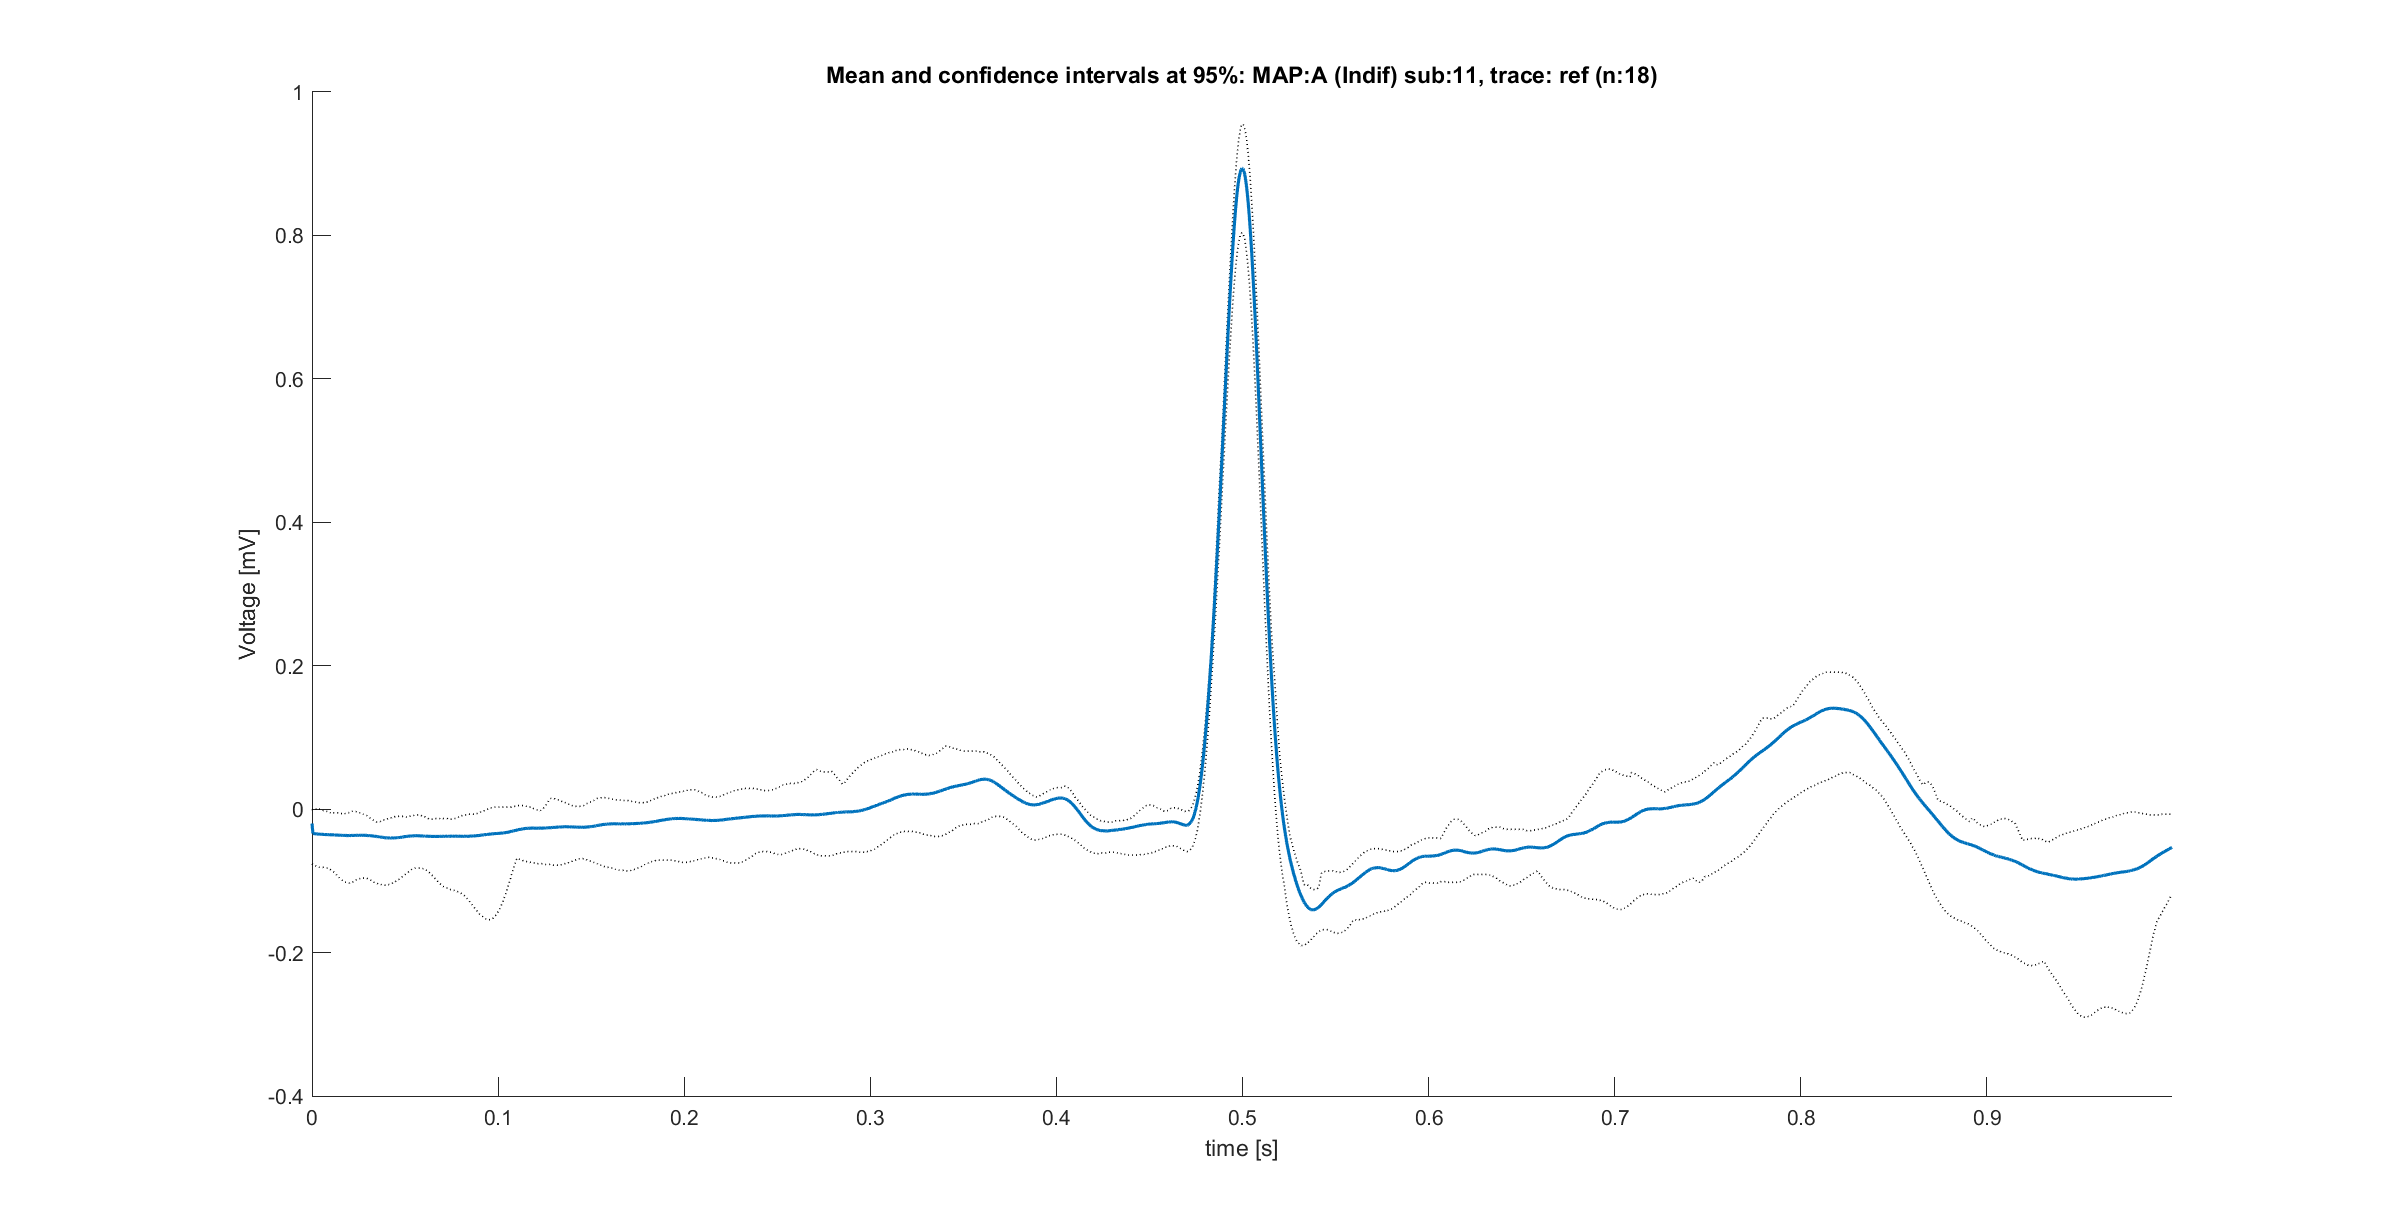 Mean and confidence intervals at 95%: MAP:A (Indif) sub:11, trace: ref (n:18)
1
0.8
0.6
0.4
0.2
0
-0.2
-0.4
Voltage [mV]
0 0.1 0.2 0.3 0.4 0.5 0.6 0.7 0.8 0.9
time [s]